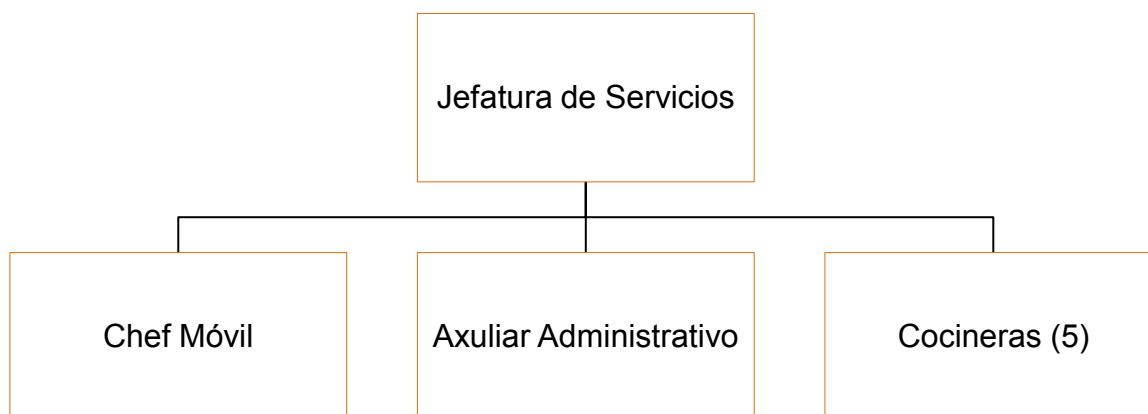 Jefatura de Servicios
Chef Móvil
Axuliar Administrativo
Cocineras (5)